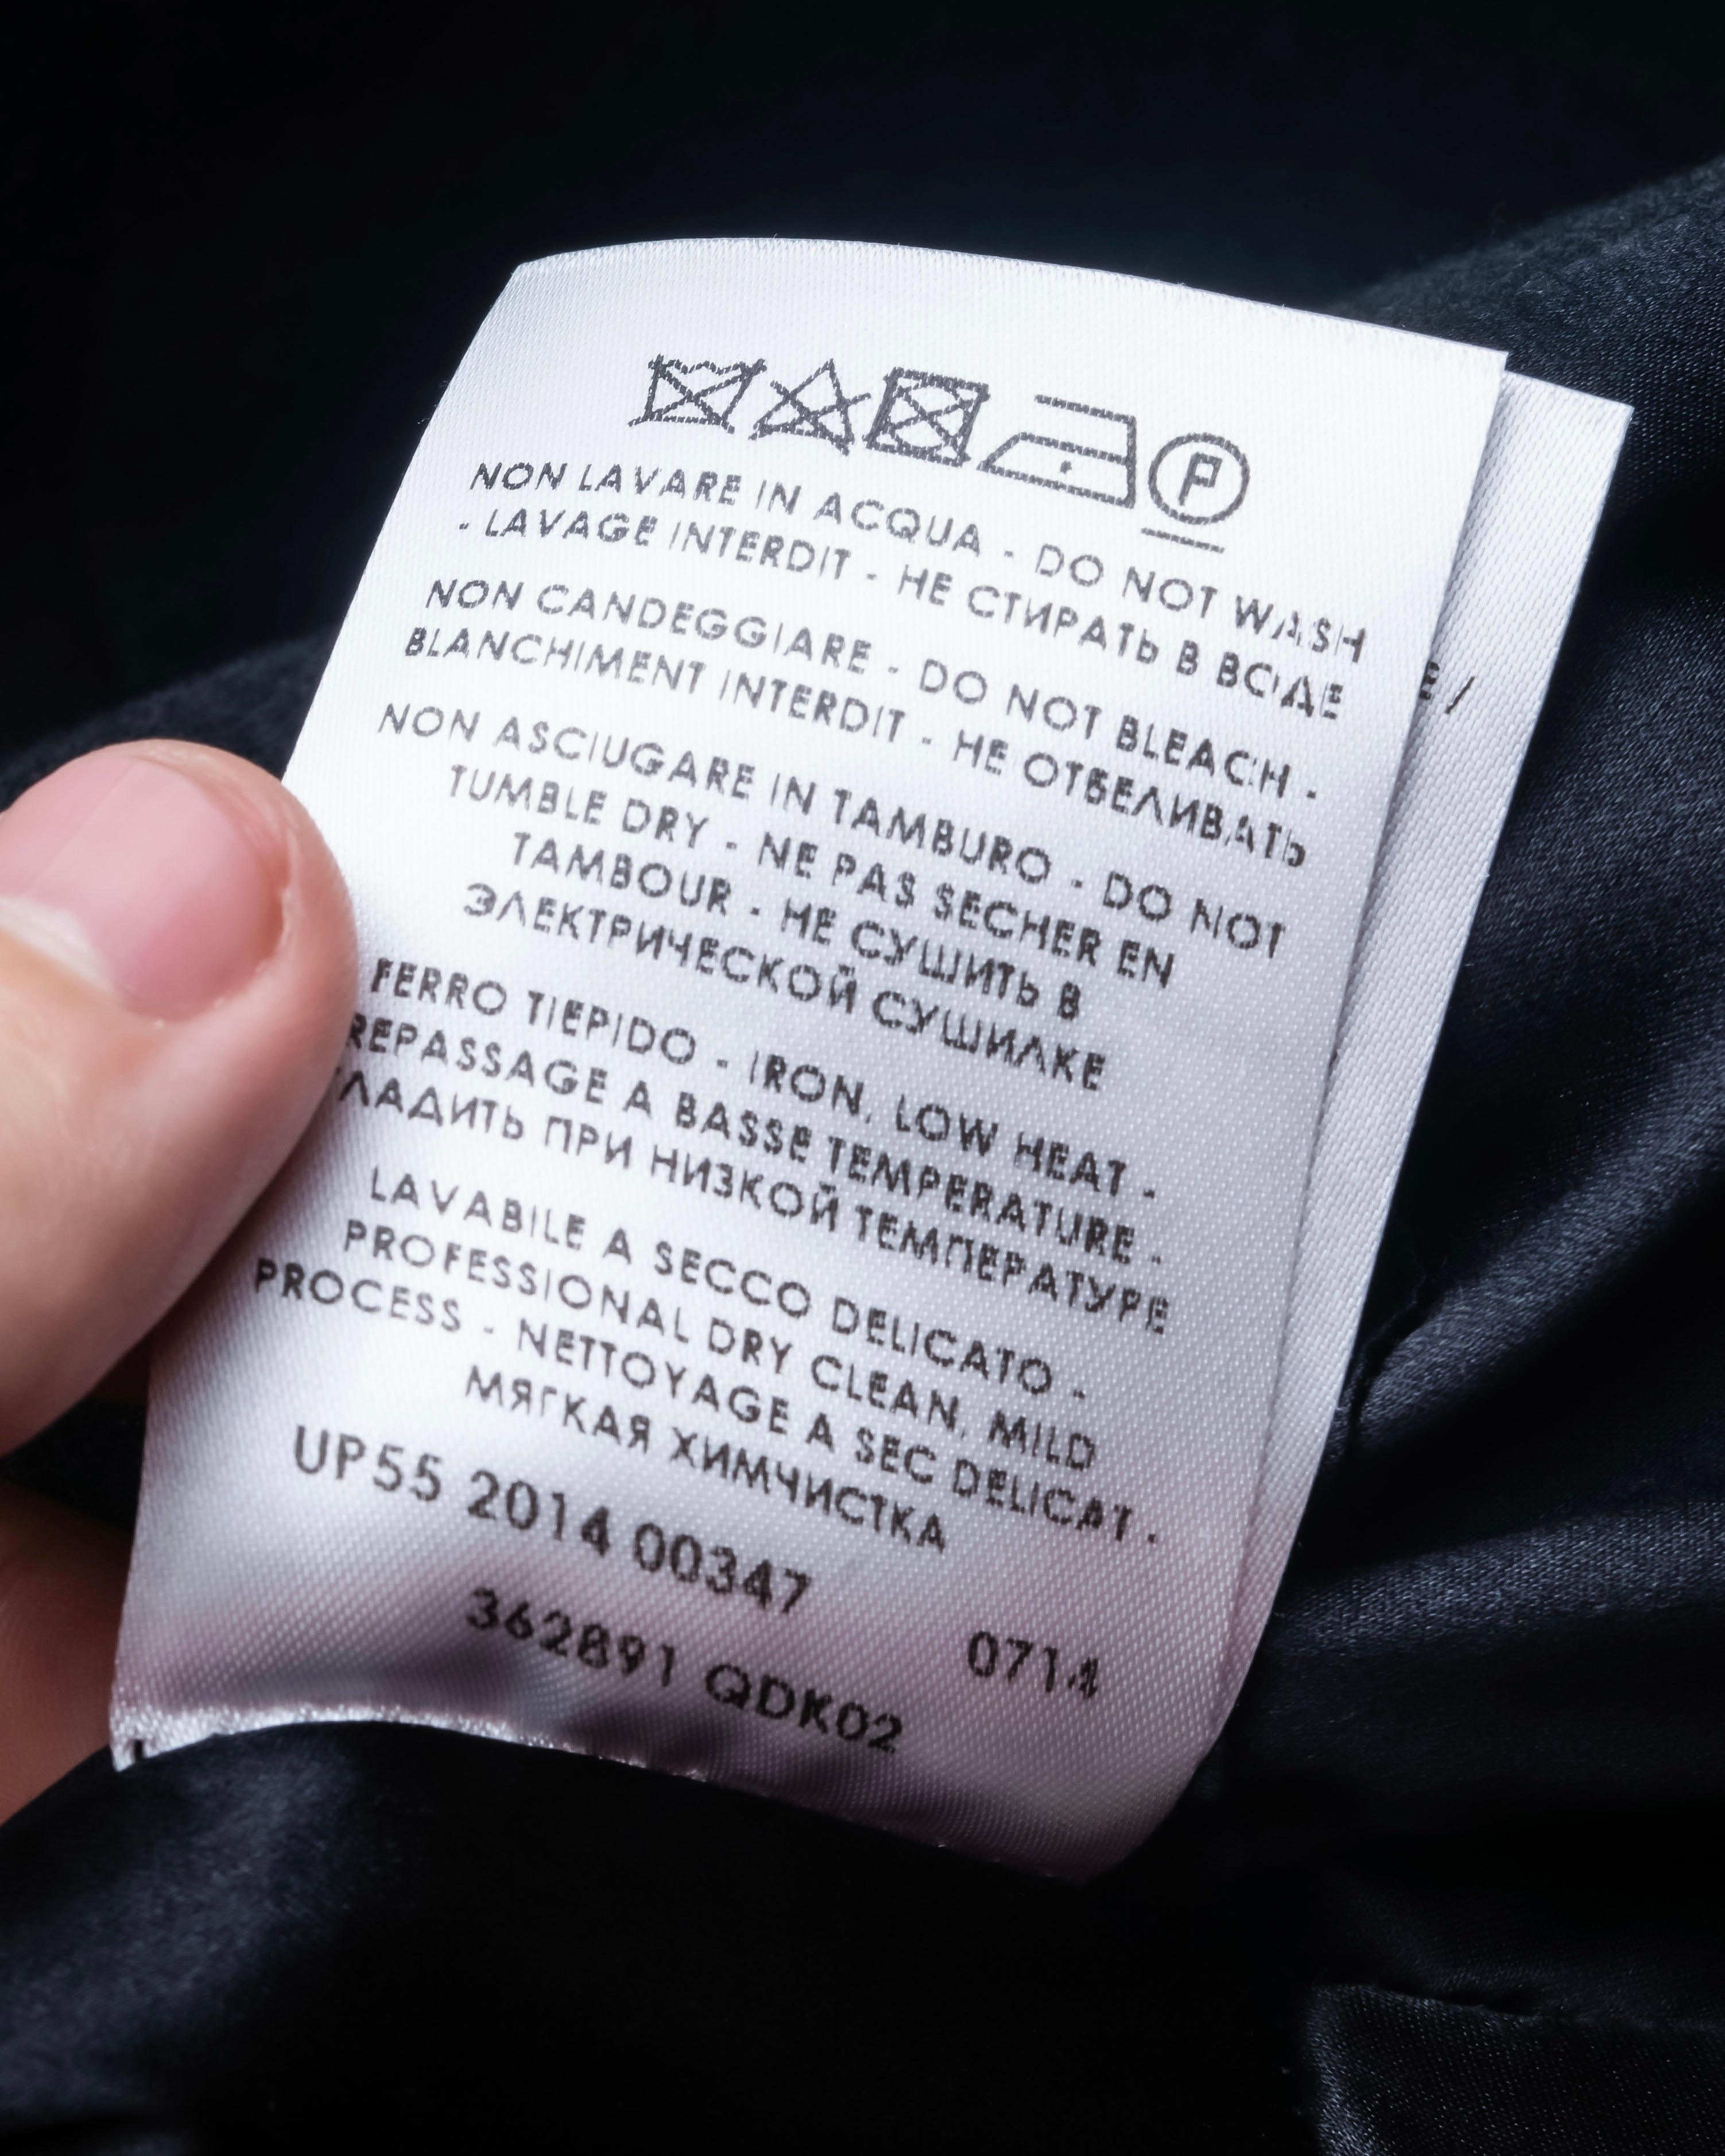 P
NON LAVARE IN ACQUA - DO NOT WASH
- LAVAGE INTERDIT - НЕ СТИРАТЬ В ВОДЕ
NON CANDEGGIARE - DO NOT BLEACH -
BLANCHIMENT INTERDIT - НЕ ОТБЕЛИВАТЬ
NON ASCIUGARE IN TAMBURO - DO NOT
TUMBLE DRY - NE PAS SECHER EN
TAMBOUR - НЕ СУШИТЬ В
ЭЛЕКТРИЧЕСКОЙ СУШИЛКЕ
FERRO TIEPIDO - IRON, LOW HEAT -
REPASSAGE A BASSE TEMPERATURE -
ГЛАДИТЬ ПРИ НИЗКОЙ ТЕМПЕРАТУРЕ
LAVABILE A SECCO DELICATO -
PROFESSIONAL DRY CLEAN, MILD
PROCESS - NETTOYAGE A SEC DELICAT -
МЯГКАЯ ХИМЧИСТКА
UP55 2014 00347
0714
362891 QDK02